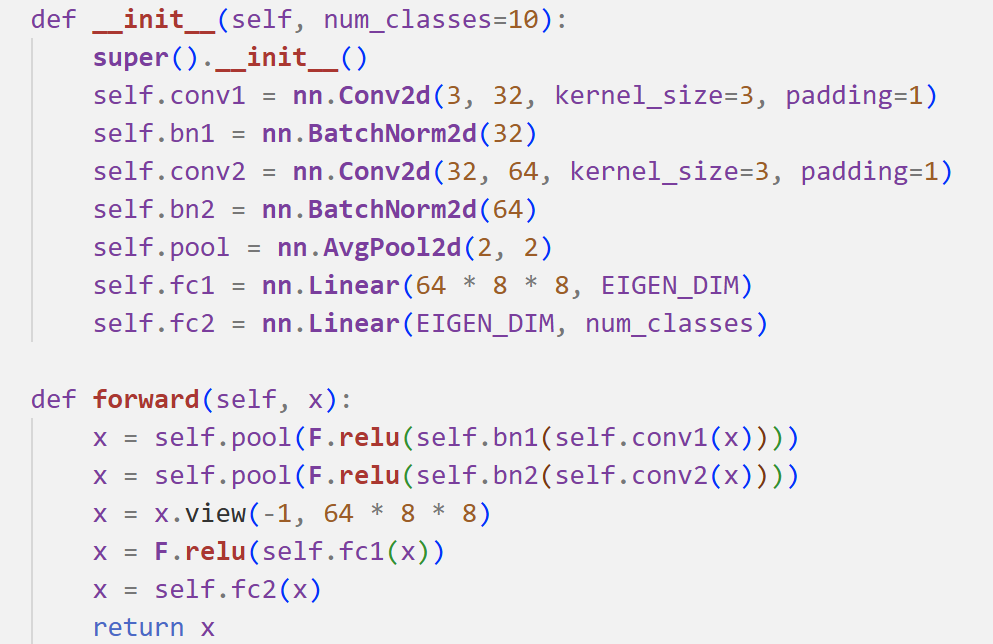 def __init__(self, num_classes=10):
    super().__init__()
    self.conv1 = nn.Conv2d(3, 32, kernel_size=3, padding=1)
    self.bn1 = nn.BatchNorm2d(32)
    self.conv2 = nn.Conv2d(32, 64, kernel_size=3, padding=1)
    self.bn2 = nn.BatchNorm2d(64)
    self.pool = nn.AvgPool2d(2, 2)
    self.fc1 = nn.Linear(64 * 8 * 8, EIGEN_DIM)
    self.fc2 = nn.Linear(EIGEN_DIM, num_classes)

def forward(self, x):
    x = self.pool(F.relu(self.bn1(self.conv1(x))))
    x = self.pool(F.relu(self.bn2(self.conv2(x))))
    x = x.view(-1, 64 * 8 * 8)
    x = F.relu(self.fc1(x))
    x = self.fc2(x)
    return x